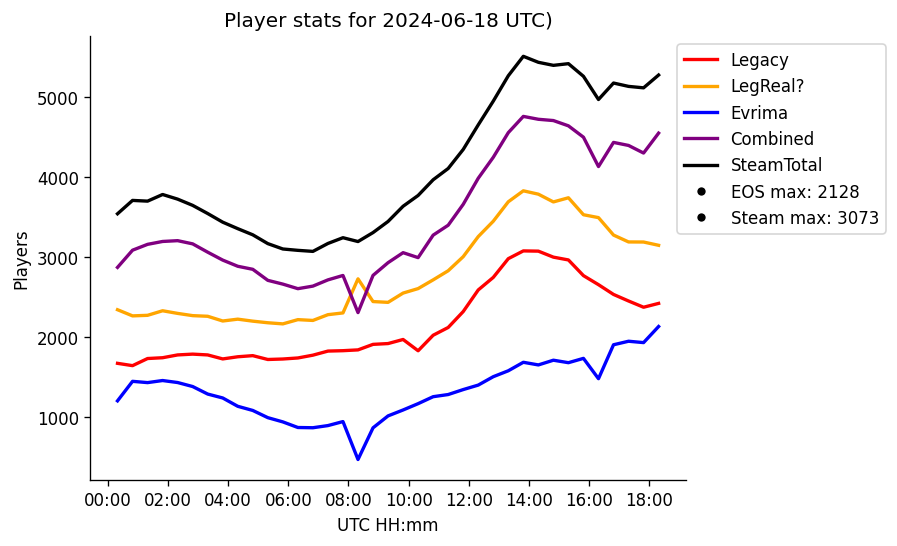 Player stats for 2024-06-18 UTC)
Legacy
LegReal?
Evrima
Combined
SteamTotal
EOS max: 2128
Steam max: 3073
Players
5000
4000
3000
2000
1000
00:00 02:00 04:00 06:00 08:00 10:00 12:00 14:00 16:00 18:00
UTC HH:mm